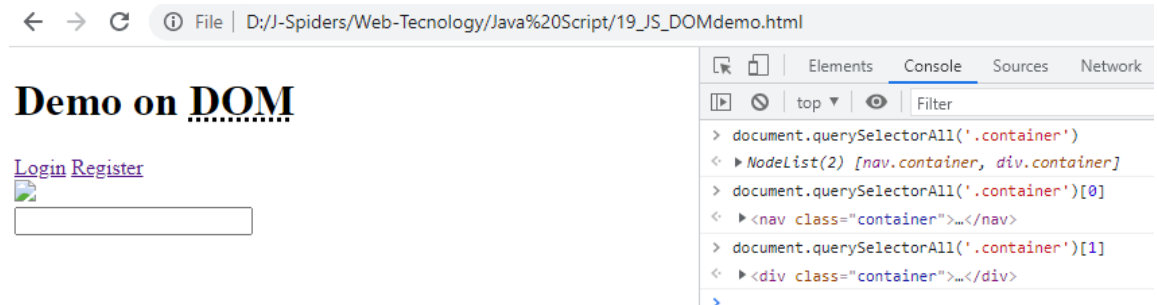 File | D:/J-Spiders/Web-Tecnology/Java%20Script/19_JS_DOMdemo.html
Demo on DOM
Login Register
Elements Console Sources Network
top ▼ Filter
> document.querySelectorAll('.container')
▶ NodeList(2) [nav.container, div.container]
> document.querySelectorAll('.container')[0]
▶ <nav class="container">…</nav>
> document.querySelectorAll('.container')[1]
▶ <div class="container">…</div>
>